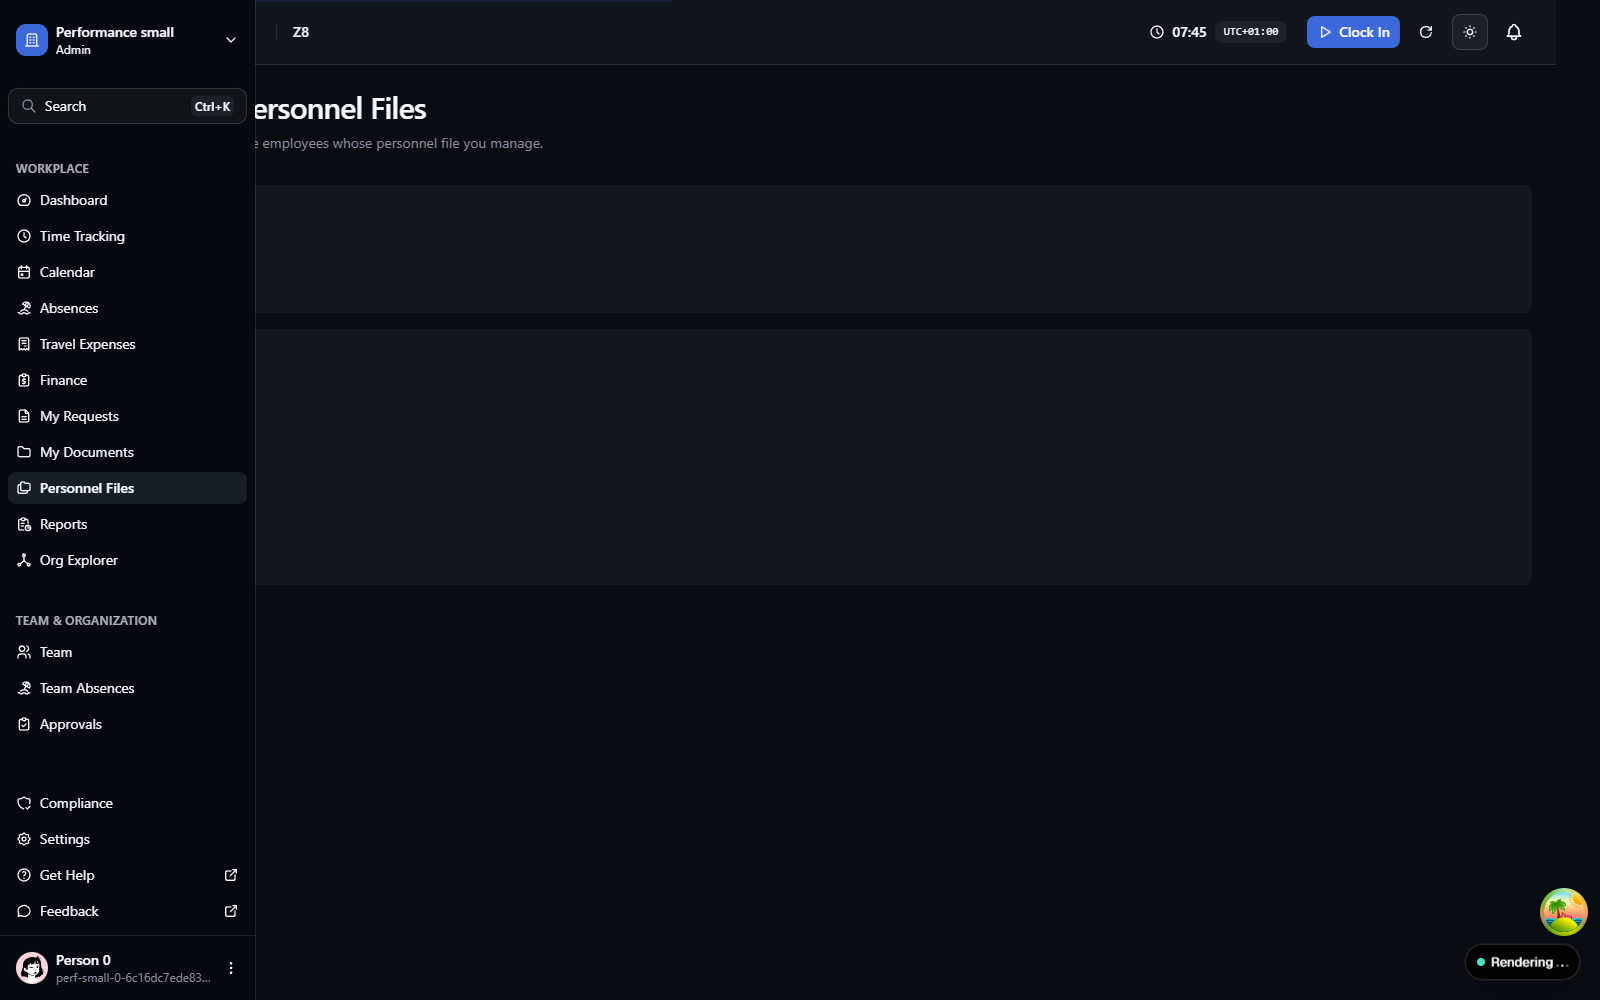 Performance small
Admin
Search
Ctrl+K
WORKPLACE
Dashboard
Time Tracking
Calendar
Absences
Travel Expenses
Finance
My Requests
My Documents
Personnel Files
Reports
Org Explorer
TEAM & ORGANIZATION
Team
Team Absences
Approvals
Compliance
Settings
Get Help
Feedback
Person 0
perf-small-0-6c16dc7ede83...
Z8
07:45
UTC+01:00
Clock In
ersonnel Files
e employees whose personnel file you manage.
Rendering ...